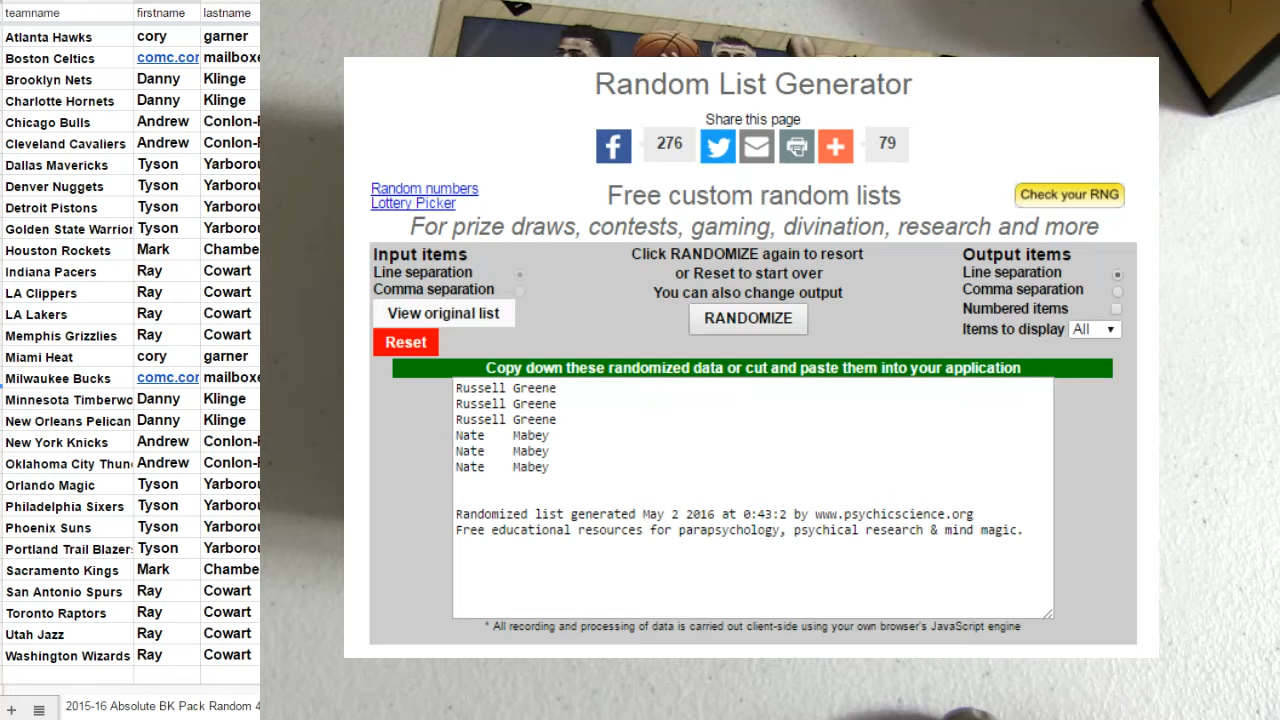 teamname firstname lastname
Atlanta Hawks cory garner
Boston Celtics comc.cor mailboxe
Brooklyn Nets Danny Klinge
Charlotte Hornets Danny Klinge
Chicago Bulls Andrew Conlon-F
Cleveland Cavaliers Andrew Conlon-F
Dallas Mavericks Tyson Yarborou
Denver Nuggets Tyson Yarborou
Detroit Pistons Tyson Yarborou
Golden State Warrior Tyson Yarborou
Houston Rockets Mark Chambe
Indiana Pacers Ray Cowart
LA Clippers Ray Cowart
LA Lakers Ray Cowart
Memphis Grizzlies Ray Cowart
Miami Heat cory garner
Milwaukee Bucks comc.cor mailboxe
Minnesota Timberwo Danny Klinge
New Orleans Pelican Danny Klinge
New York Knicks Andrew Conlon-F
Oklahoma City Thun Andrew Conlon-F
Orlando Magic Tyson Yarborou
Philadelphia Sixers Tyson Yarborou
Phoenix Suns Tyson Yarborou
Portland Trail Blazers Tyson Yarborou
Sacramento Kings Mark Chambe
San Antonio Spurs Ray Cowart
Toronto Raptors Ray Cowart
Utah Jazz Ray Cowart
Washington Wizards Ray Cowart
2015-16 Absolute BK Pack Random 4
Random List Generator
Share this page
276 79
Random numbers
Lottery Picker
Free custom random lists
Check your RNG
For prize draws, contests, gaming, divination, research and more
Input items
Line separation
Comma separation
View original list
Reset
Click RANDOMIZE again to resort
or Reset to start over
You can also change output
RANDOMIZE
Output items
Line separation
Comma separation
Numbered items
Items to display All
Copy down these randomized data or cut and paste them into your application
Russell Greene
Russell Greene
Russell Greene
Nate Mabey
Nate Mabey
Nate Mabey
Randomized list generated May 2 2016 at 0:43:2 by www.psychicscience.org
Free educational resources for parapsychology, psychical research & mind magic.
* All recording and processing of data is carried out client-side using your own browser's JavaScript engine